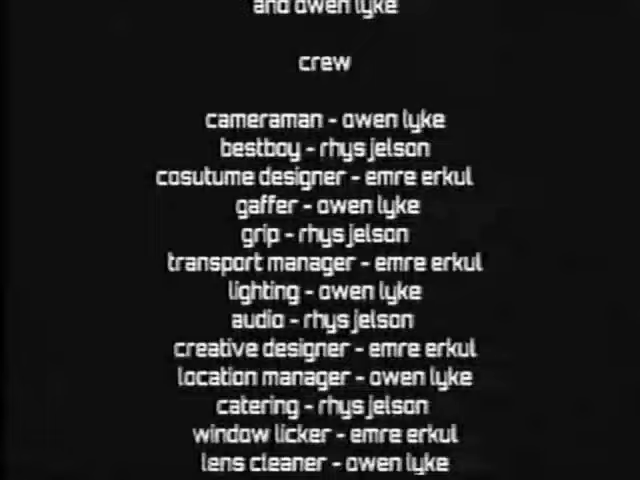 and owen lyke
crew
cameraman - owen lyke
bestboy - rhys jelson
cosutume designer - emre erkul
gaffer - owen lyke
grip - rhys jelson
transport manager - emre erkul
lighting - owen lyke
audio - rhys jelson
creative designer - emre erkul
location manager - owen lyke
catering - rhys jelson
window licker - emre erkul
lens cleaner - owen lyke